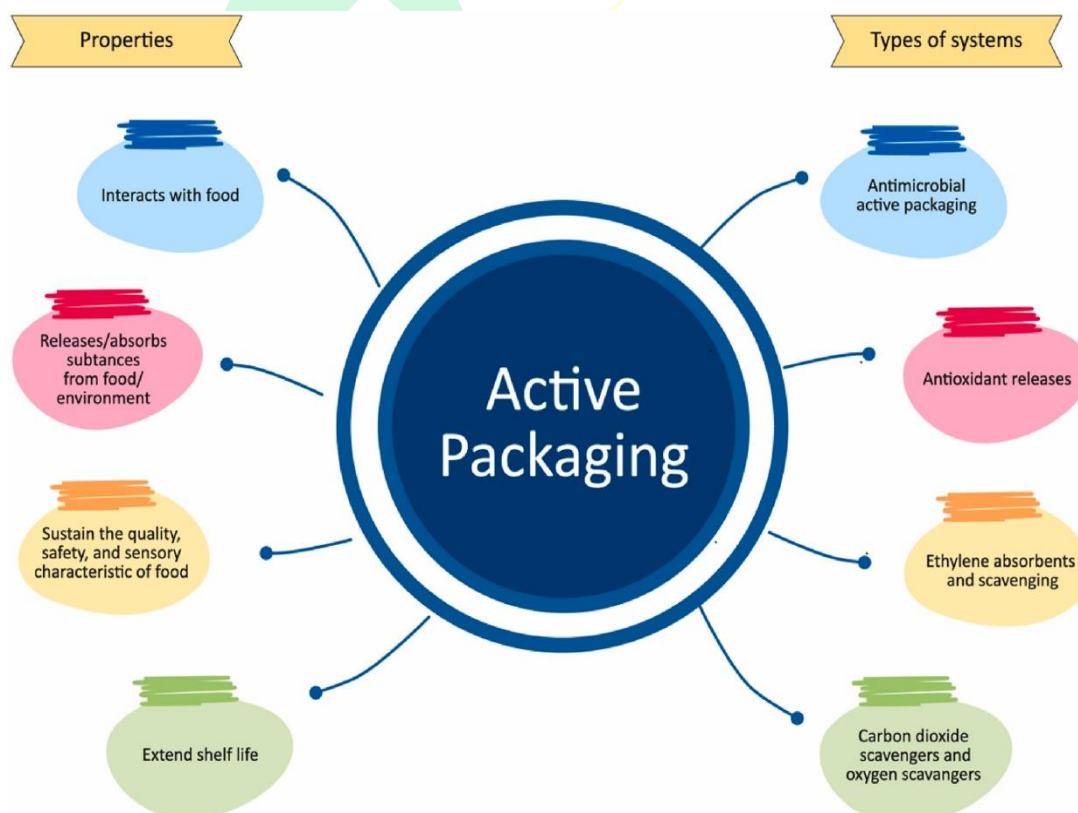 Properties
Types of systems
Interacts with food
Releases/absorbs
subtances
from food/
environment
Sustain the quality,
safety, and sensory
characteristic of food
Extend shelf life
Active
Packaging
Antimicrobial
active packaging
Antioxidant releases
Ethylene absorbents
and scavenging
Carbon dioxide
scavengers and
oxygen scavangers